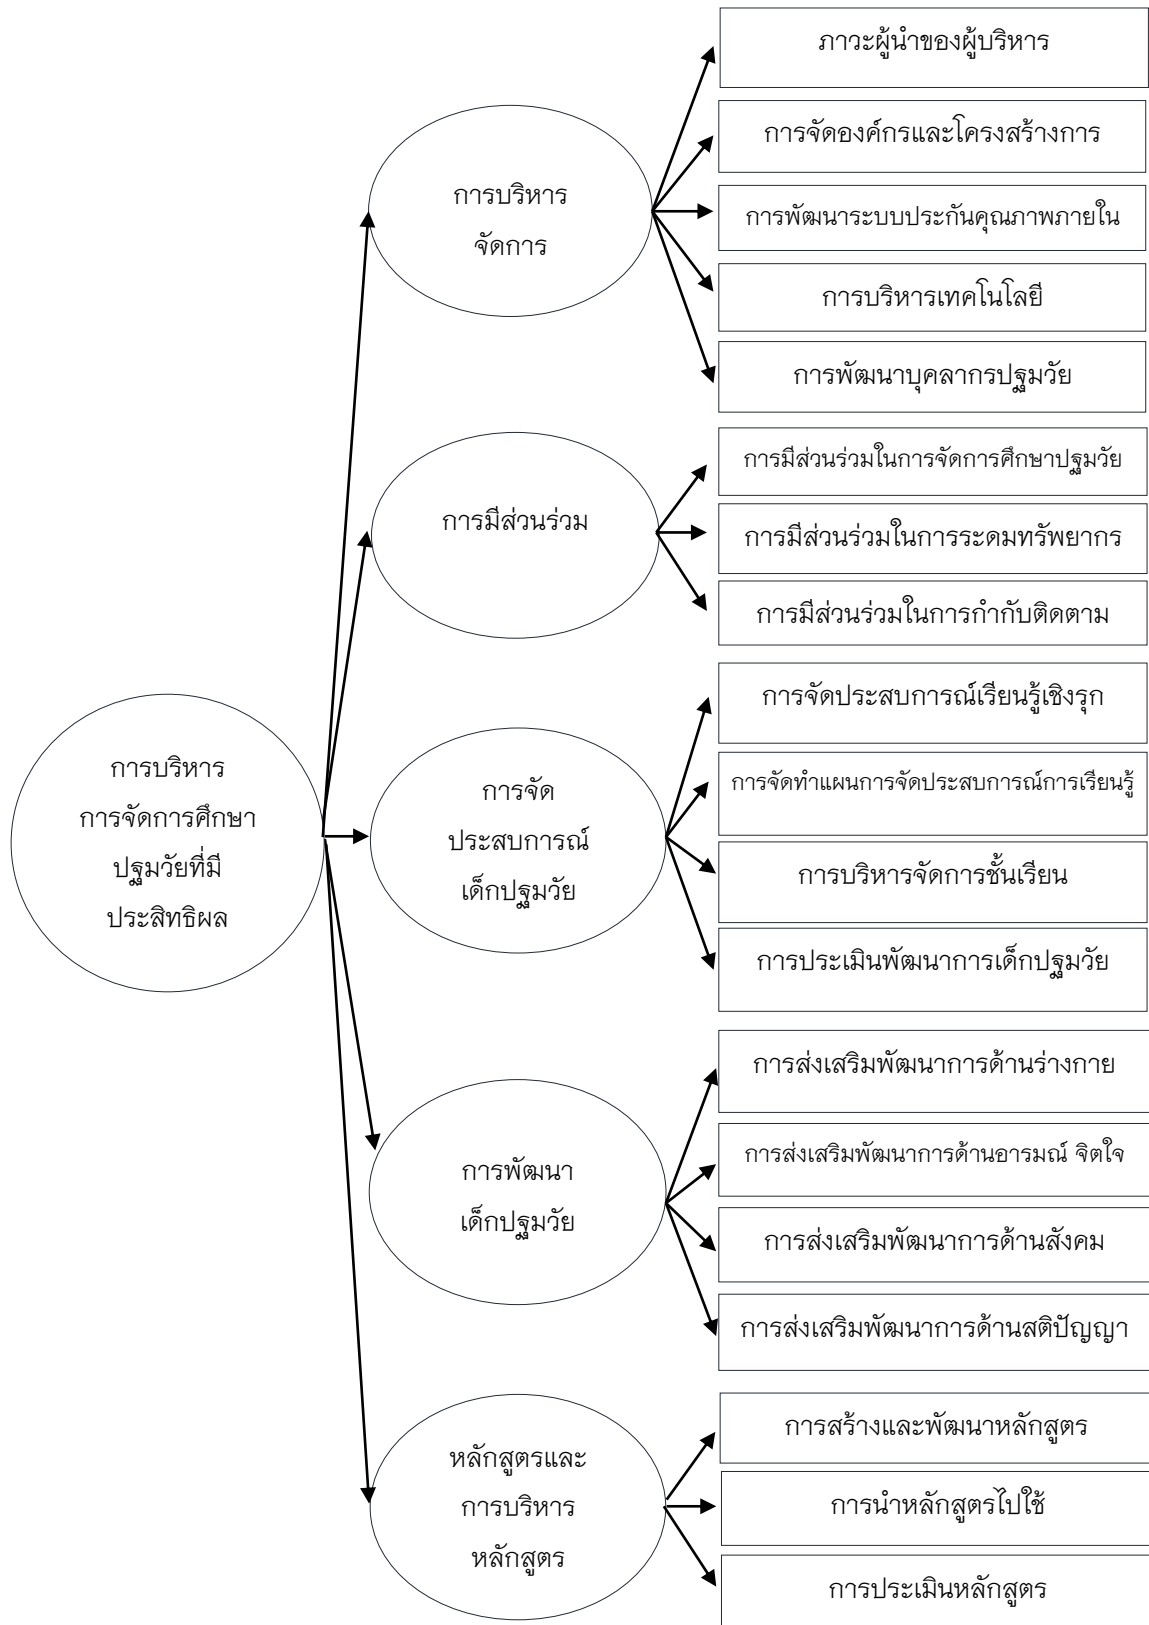 การบริหาร
การจัดการศึกษา
ปฐมวัยที่มี
ประสิทธิผล
การบริหาร
จัดการ
ภาวะผู้นำของผู้บริหาร
การจัดองค์กรและโครงสร้างการ
การพัฒนาระบบประกันคุณภาพภายใน
การบริหารเทคโนโลยี
การพัฒนาบุคลากรปฐมวัย
การมีส่วนร่วม
การมีส่วนร่วมในการจัดการศึกษาปฐมวัย
การมีส่วนร่วมในการระดมทรัพยากร
การมีส่วนร่วมในการกำกับติดตาม
การจัด
ประสบการณ์
เด็กปฐมวัย
การจัดประสบการณ์เรียนรู้เชิงรุก
การจัดทำแผนการจัดประสบการณ์การเรียนรู้
การบริหารจัดการชั้นเรียน
การประเมินพัฒนาการเด็กปฐมวัย
การพัฒนา
เด็กปฐมวัย
การส่งเสริมพัฒนาการด้านร่างกาย
การส่งเสริมพัฒนาการด้านอารมณ์ จิตใจ
การส่งเสริมพัฒนาการด้านสังคม
การส่งเสริมพัฒนาการด้านสติปัญญา
หลักสูตรและ
การบริหาร
หลักสูตร
การสร้างและพัฒนาหลักสูตร
การนำหลักสูตรไปใช้
การประเมินหลักสูตร